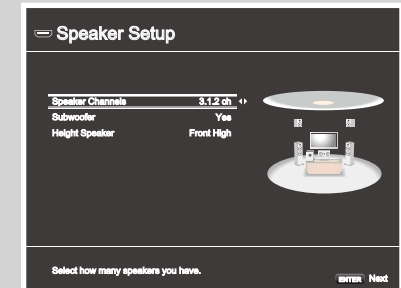 Speaker Setup
Speaker Channels 3.1.2 ch
Subwoofer Yes
Height Speaker Front High
Select how many speakers you have.
ENTER Next